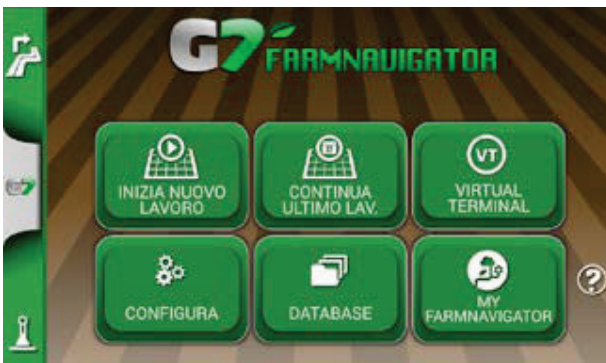 G7 FARMNAVIGATOR
INIZIA NUOVO
LAVORO
CONTINUA
ULTIMO LAV.
VT
VIRTUAL
TERMINAL
CONFIGURA
DATABASE
MY
FARMNAVIGATOR
?